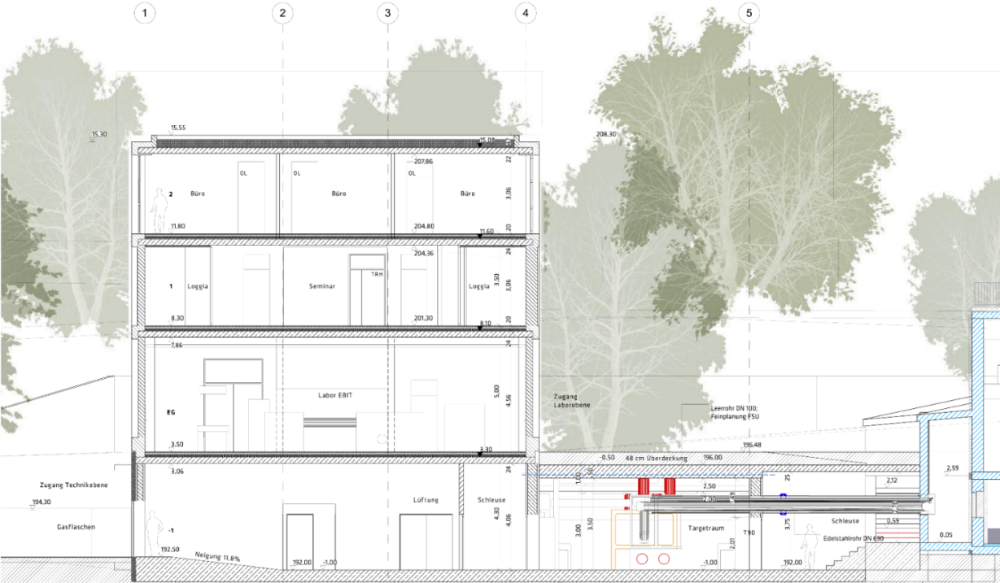 1
2
3
4
5
15,30
15,55
15,08
208,30
207,86
22
OL
OL
OL
2
Büro
Büro
Büro
3,06
11,80
204,80
11,60
20
204,36
24
TRH
3,50
1
Loggia
Seminar
Loggia
3,06
8,30
201,30
8,10
20
7,86
24
Labor EBIT
5,00
4,56
Zugang
Laborebene
Leerrohr DN 100;
Feinplanung FSU
EG
3,50
3,30
196,48
-0,50
48 cm Überdeckung
196,00
3,06
24
1,00
25
2,59
Zugang Technikebene
2,50
2,12
194,30
Lüftung
Schleuse
2,00
4,30
4,06
Gasflaschen
-1
3,00
3,50
Targetraum
T90
3,75
Schleuse
0,59
Edelstahlrohr DN 630
0,05
2,01
192,50
Neigung 11,8%
192,00
-1,00
-1,00
192,00